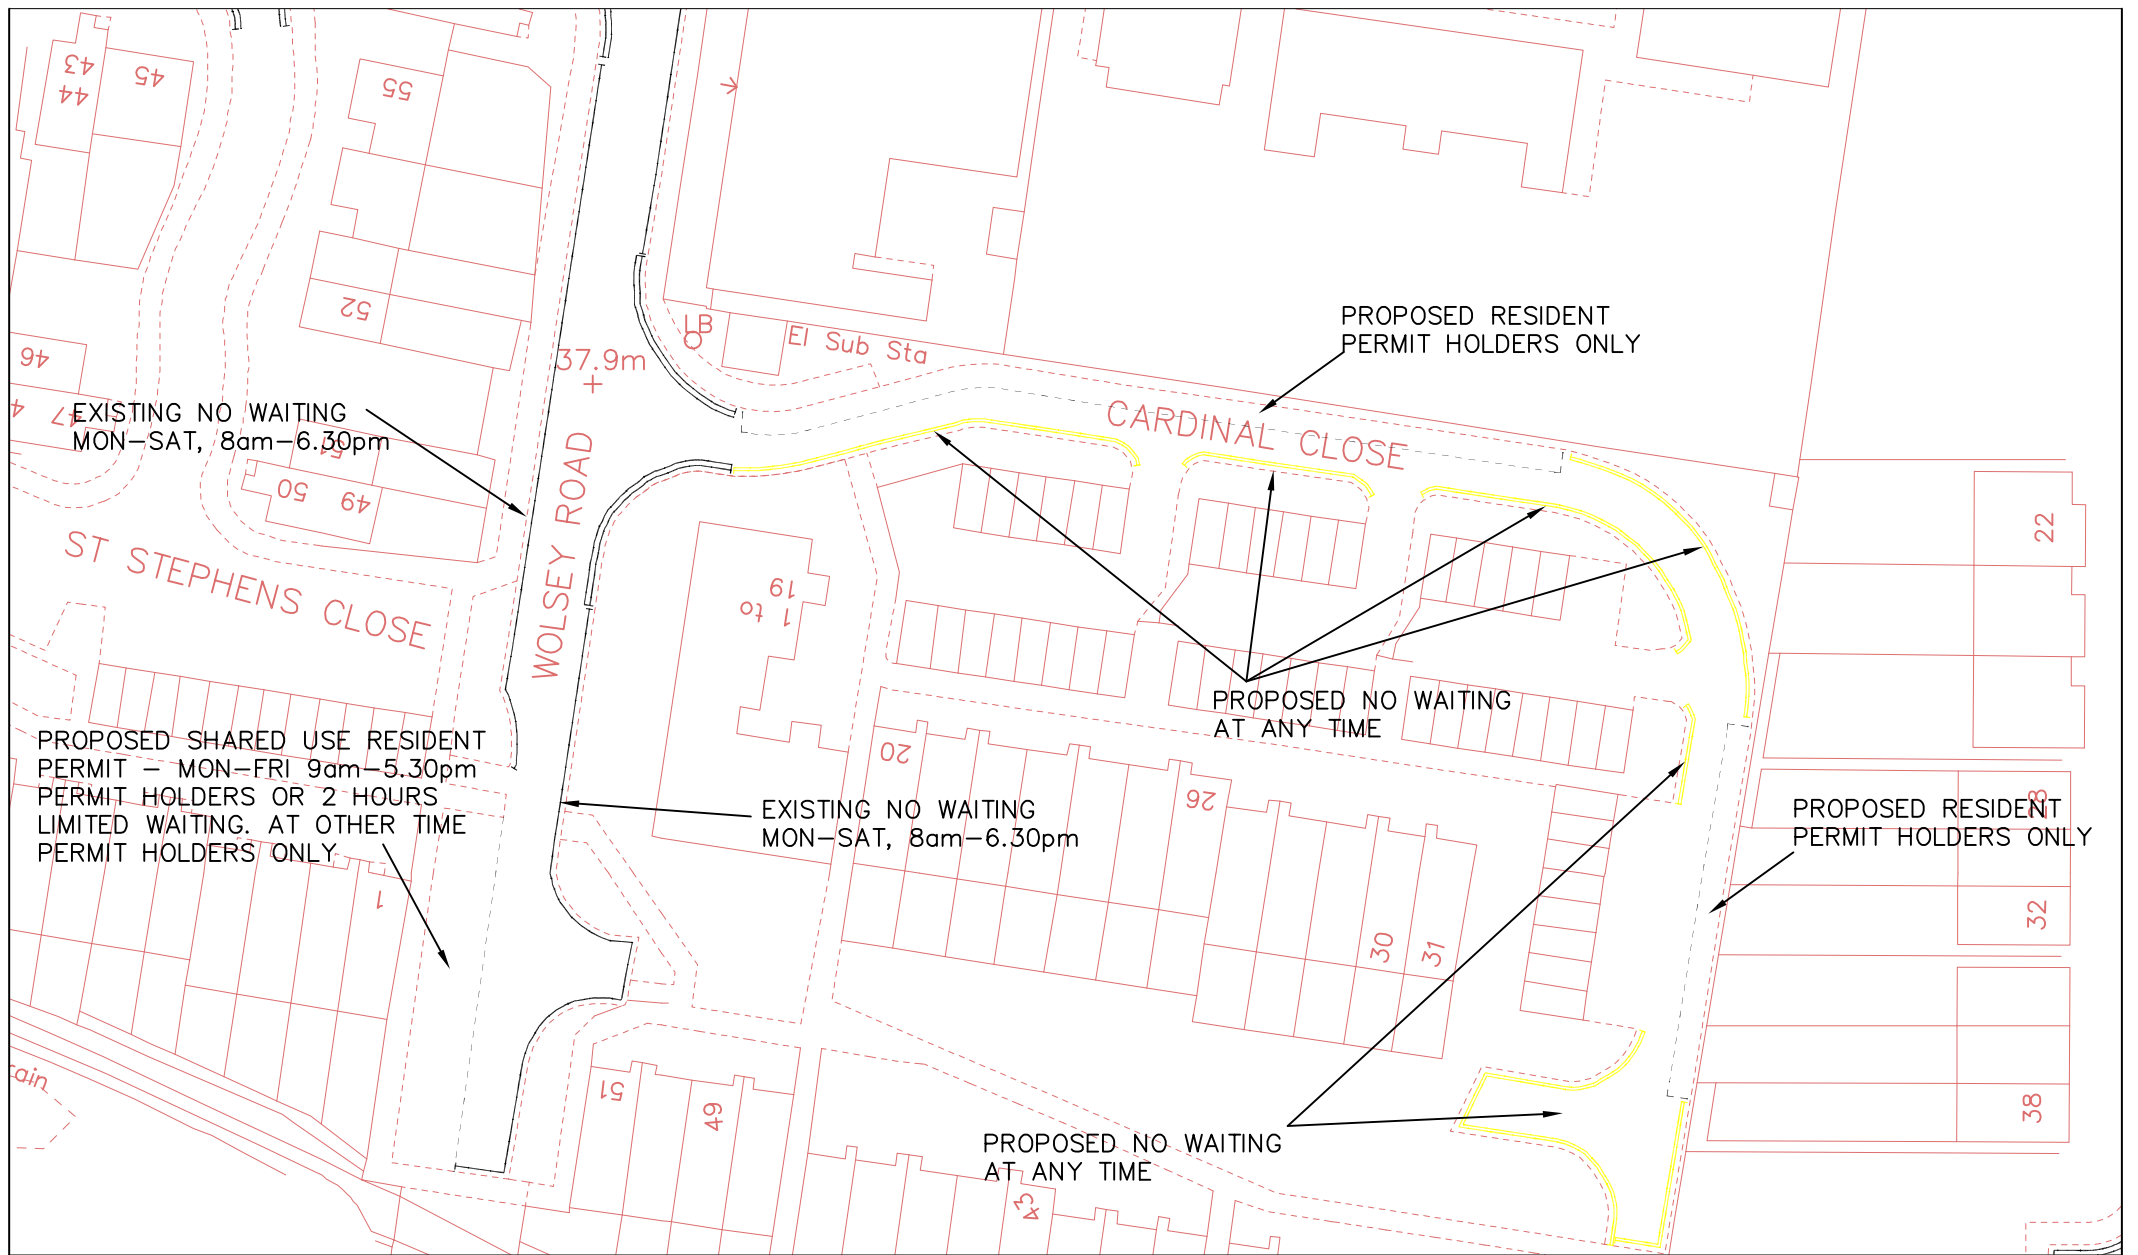 43
44
45
55
52
46
47
4
51
50
49
37.9m
LB
El Sub Sta
PROPOSED RESIDENT
PERMIT HOLDERS ONLY
CARDINAL CLOSE
EXISTING NO WAITING
MON-SAT, 8am-6.30pm
WOLSEY ROAD
ST STEPHENS CLOSE
1 to
19
22
PROPOSED NO WAITING
AT ANY TIME
20
26
PROPOSED SHARED USE RESIDENT
PERMIT - MON-FRI 9am-5.30pm
PERMIT HOLDERS OR 2 HOURS
LIMITED WAITING. AT OTHER TIME
PERMIT HOLDERS ONLY
EXISTING NO WAITING
MON-SAT, 8am-6.30pm
28
PROPOSED RESIDENT
PERMIT HOLDERS ONLY
1
30
31
32
38
51
49
43
PROPOSED NO WAITING
AT ANY TIME